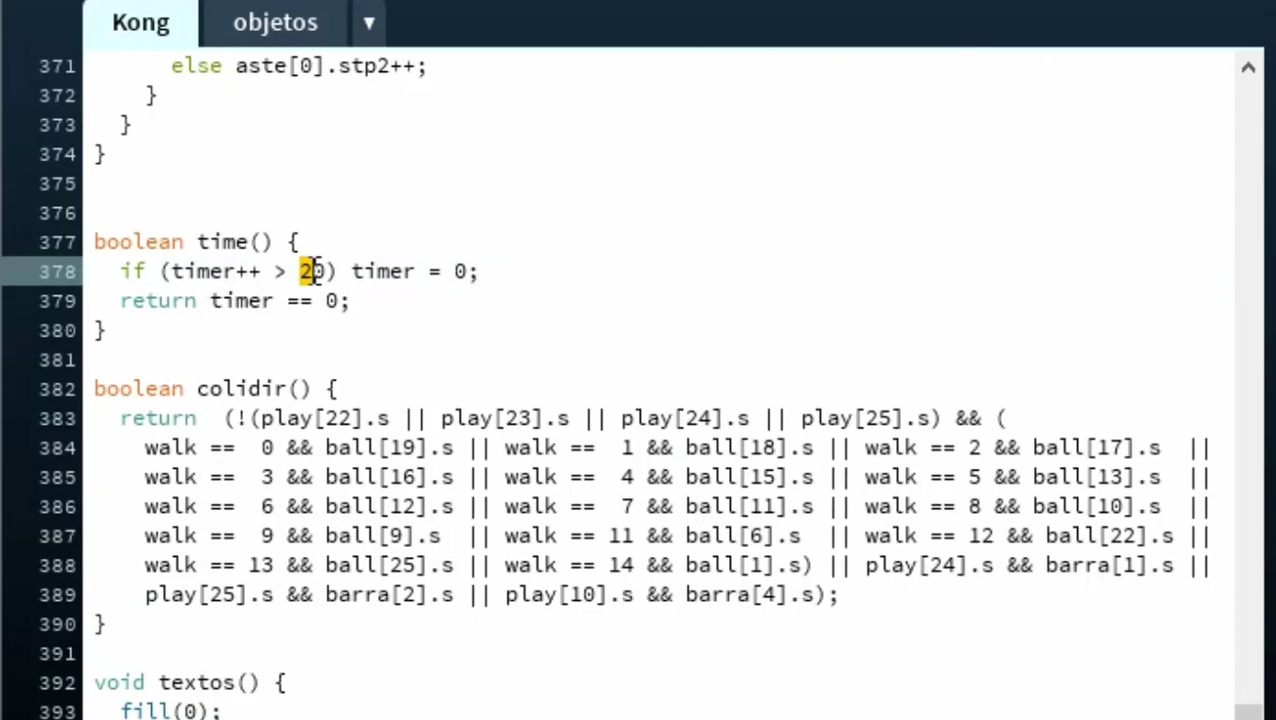 Kong objetos ▼
371 else aste[0].stp2++;
372 }
373 }
374 }
375
376
377 boolean time() {
378 if (timer++ > 20) timer = 0;
379 return timer == 0;
380 }
381
382 boolean colidir() {
383 return (!(play[22].s || play[23].s || play[24].s || play[25].s) && (
384 walk == 0 && ball[19].s || walk == 1 && ball[18].s || walk == 2 && ball[17].s ||
385 walk == 3 && ball[16].s || walk == 4 && ball[15].s || walk == 5 && ball[13].s ||
386 walk == 6 && ball[12].s || walk == 7 && ball[11].s || walk == 8 && ball[10].s ||
387 walk == 9 && ball[9].s || walk == 11 && ball[6].s || walk == 12 && ball[22].s ||
388 walk == 13 && ball[25].s || walk == 14 && ball[1].s) || play[24].s && barra[1].s ||
389 play[25].s && barra[2].s || play[10].s && barra[4].s);
390 }
391
392 void textos() {
393 fill(0);